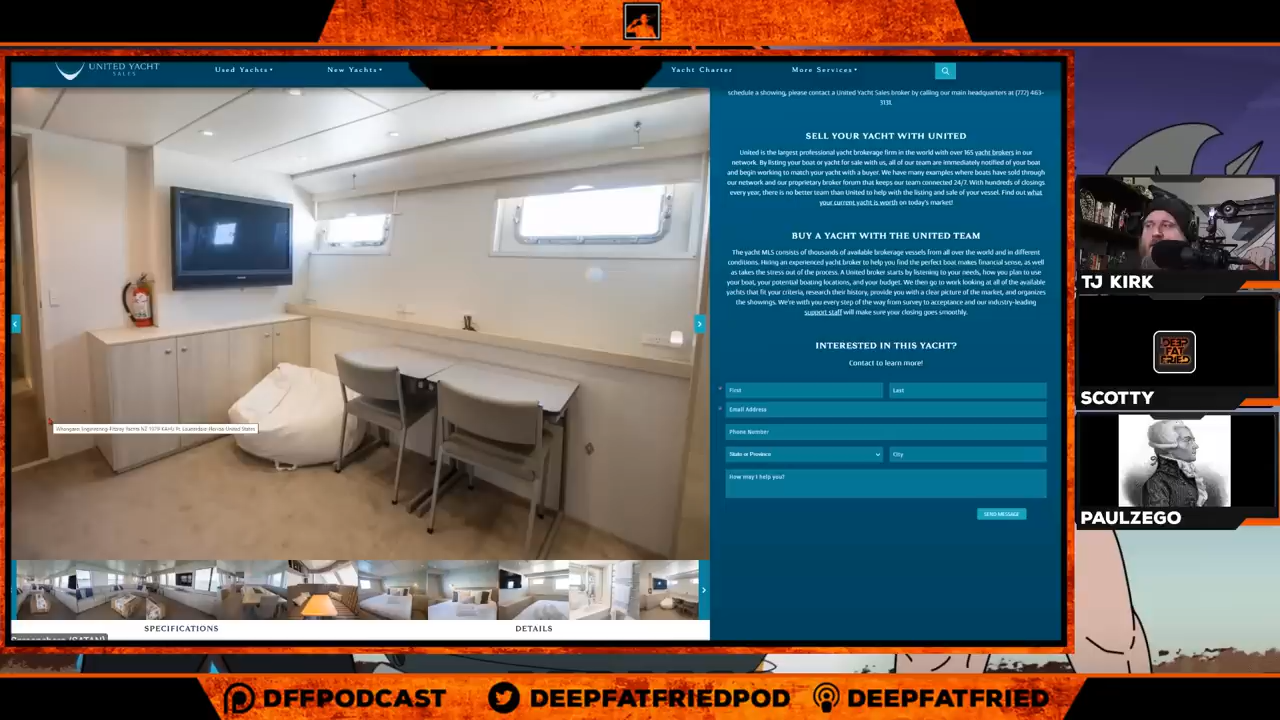 UNITED YACHT
SALES
Used Yachts
New Yachts
Yacht Charter
More Services
schedule a showing, please contact a United Yacht Sales broker by calling our main headquarters at (772) 463-
3131.
SELL YOUR YACHT WITH UNITED
United is the largest professional yacht brokerage firm in the world with over 165 yacht brokers in our
network. By listing your boat or yacht for sale with us, all of our team are immediately notified of your boat
and begin working to match your yacht with a buyer. We have many examples where boats have sold through
our network and our proprietary broker forum that keeps our team connected 24/7. With hundreds of closings
every year, there is no better team than United to help with the listing and sale of your vessel. Find out what
your current yacht is worth on today's market!
BUY A YACHT WITH THE UNITED TEAM
The yacht MLS consists of thousands of available brokerage vessels from all over the world and in different
conditions. Hiring an experienced yacht broker to help you find the perfect boat makes financial sense, as well
as takes the stress out of the process. A United broker starts by listening to your needs, how you plan to use
your boat, your potential boating locations, and your budget. We then go to work looking at all of the available
yachts that fit your criteria, research their history, provide you with a clear picture of the market, and organizes
the showings. We're with you every step of the way from survey to acceptance and our industry-leading
support staff will make sure your closing goes smoothly.
INTERESTED IN THIS YACHT?
Contact to learn more!
* First
Last
* Email Address
Phone Number
State or Province
City
How may I help you?
SEND MESSAGE
Whangarei Engineering-Fitzroy Yachts NZ 1979 KAHU Ft. Lauderdale Florida United States
SPECIFICATIONS
DETAILS
TJ KIRK
DEEP
FAT
FRIED
SCOTTY
PAULZEGO
DFFPODCAST
DEEPFATFRIEDPOD
DEEPFATFRIED